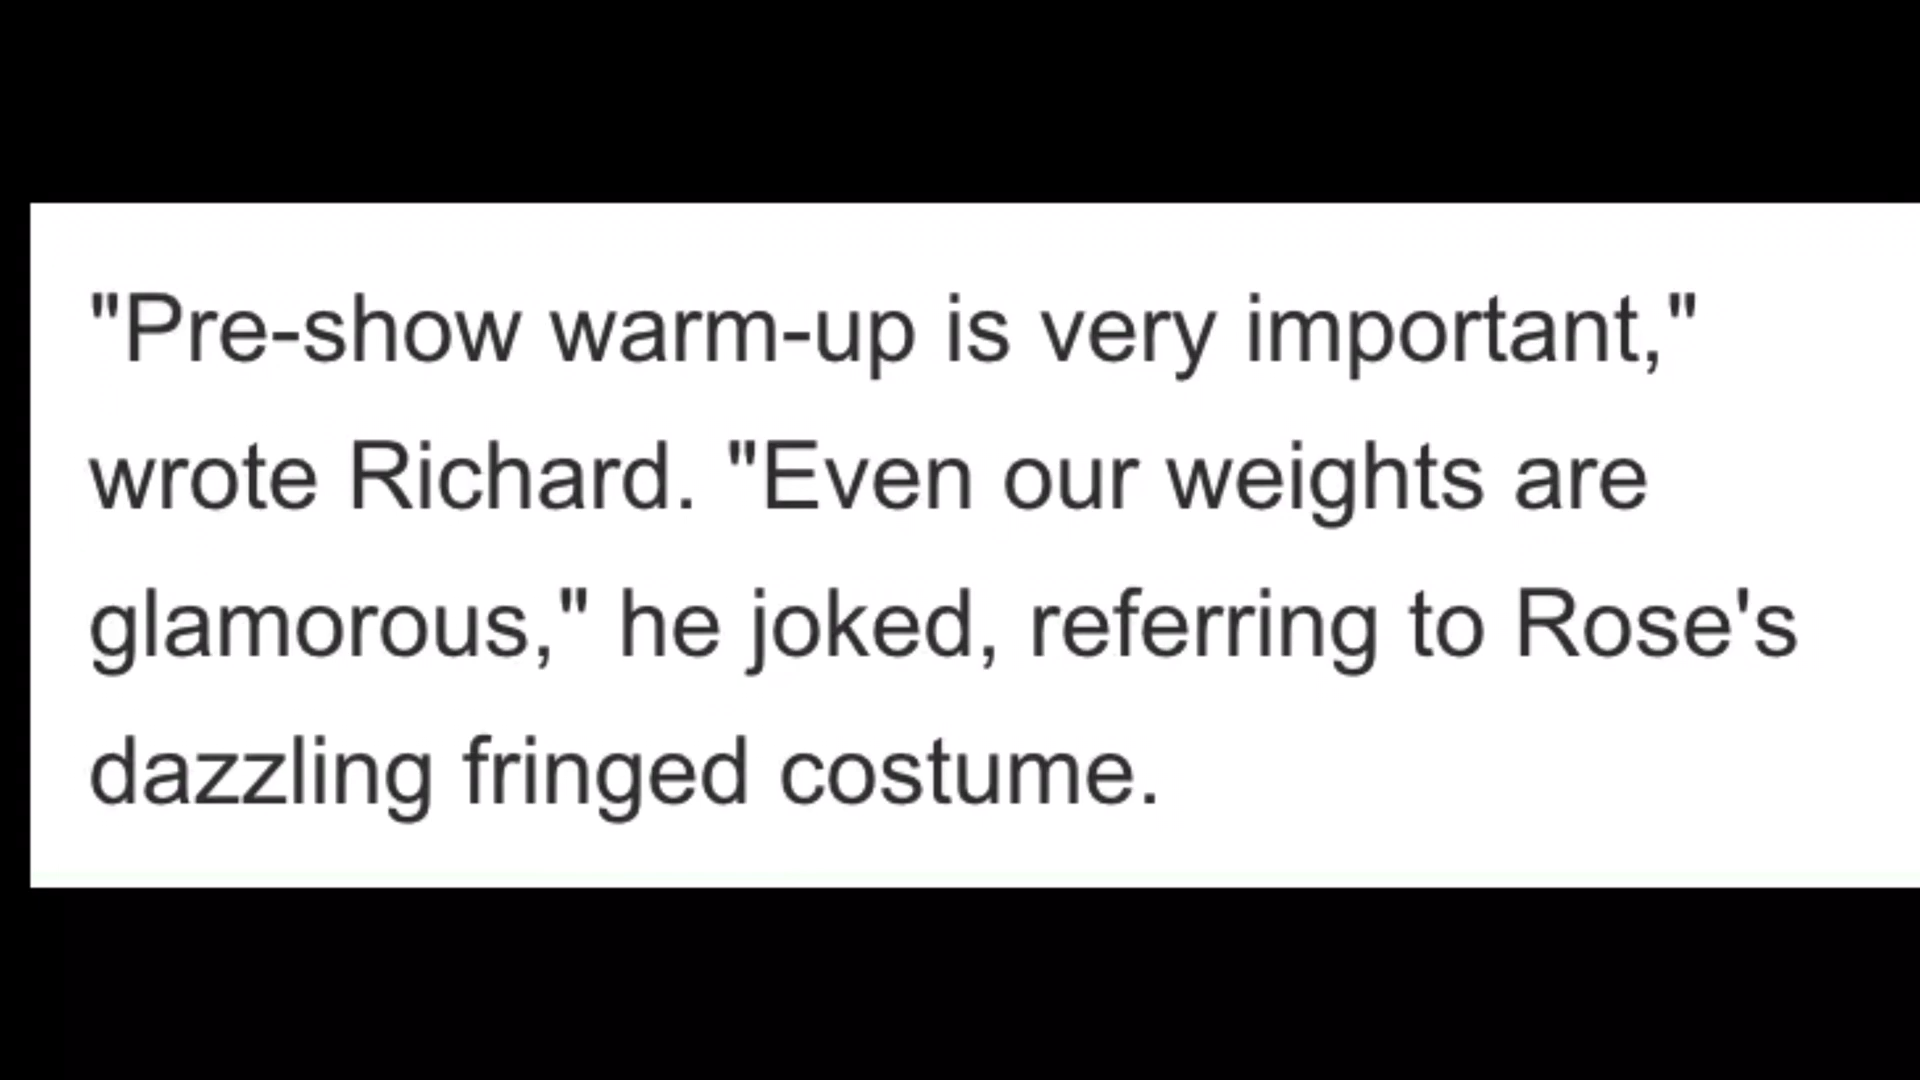 "Pre-show warm-up is very important,"
wrote Richard. "Even our weights are
glamorous," he joked, referring to Rose's
dazzling fringed costume.